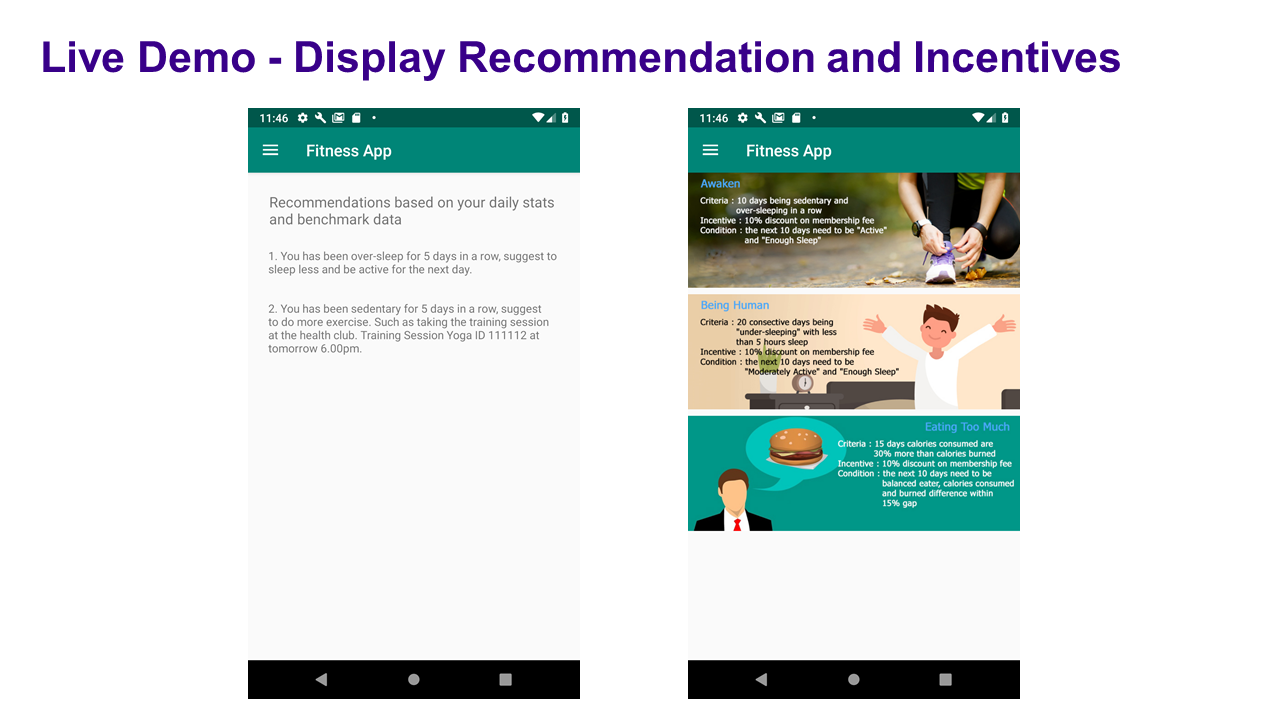 Live Demo - Display Recommendation and Incentives
11:46
Fitness App
Recommendations based on your daily stats
and benchmark data
1. You has been over-sleep for 5 days in a row, suggest to
sleep less and be active for the next day.
2. You has been sedentary for 5 days in a row, suggest
to do more exercise. Such as taking the training session
at the health club. Training Session Yoga ID 111112 at
tomorrow 6.00pm.
11:46
Fitness App
Awaken
Criteria : 10 days being sedentary and
over-sleeping in a row
Incentive : 10% discount on membership fee
Condition : the next 10 days need to be "Active"
and "Enough Sleep"
Being Human
Criteria : 20 consective days being
"under-sleeping" with less
than 5 hours sleep
Incentive : 10% discount on membership fee
Condition : the next 10 days need to be
"Moderately Active" and "Enough Sleep"
Eating Too Much
Criteria : 15 days calories consumed are
30% more than calories burned
Incentive : 10% discount on membership fee
Condition : the next 10 days need to be
balanced eater, calories consumed
and burned difference within
15% gap